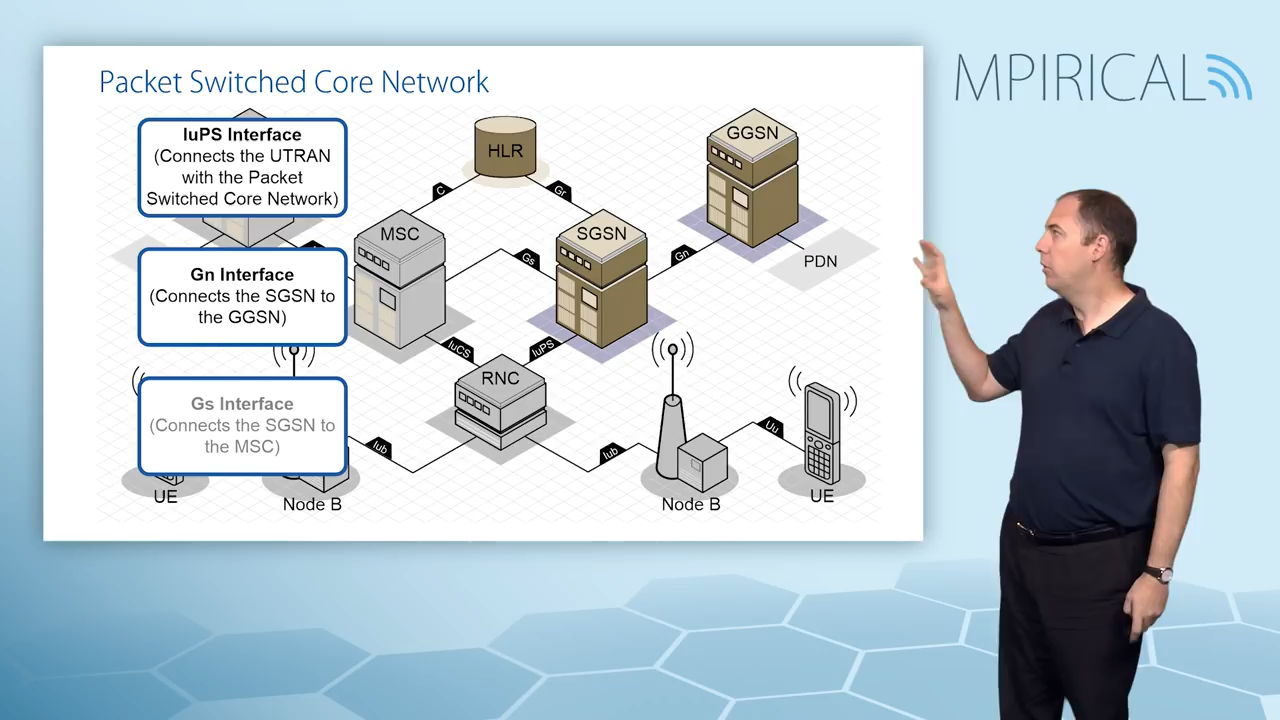 Packet Switched Core Network
MPIRICAL
IuPS Interface
(Connects the UTRAN
with the Packet
Switched Core Network)
HLR
GGSN
C
Gr
MSC
SGSN
Gs
Gn
PDN
Gn Interface
(Connects the SGSN to
the GGSN)
IuCS
IuPS
RNC
Gs Interface
(Connects the SGSN to
the MSC)
Iub
Iub
Uu
UE
Node B
Node B
UE